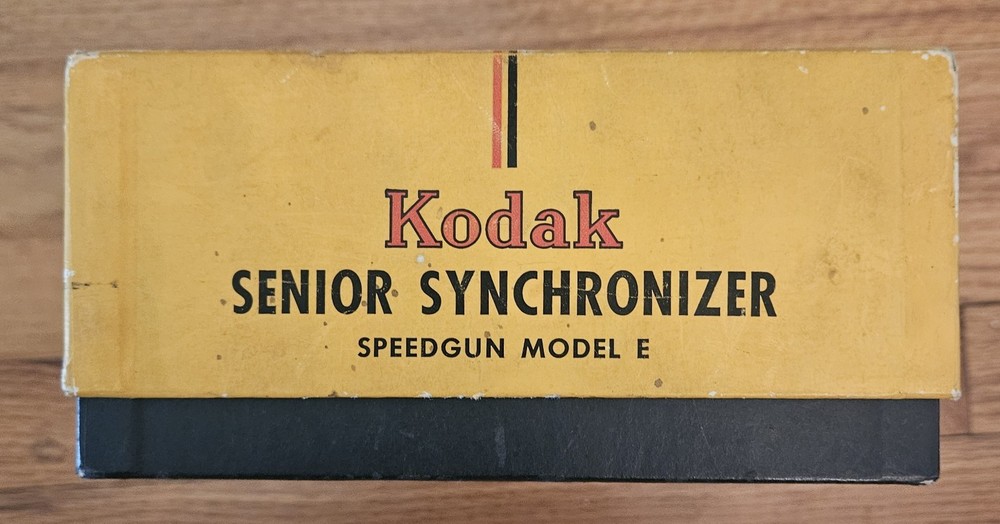 Kodak
SENIOR SYNCHRONIZER
SPEEDGUN MODEL E